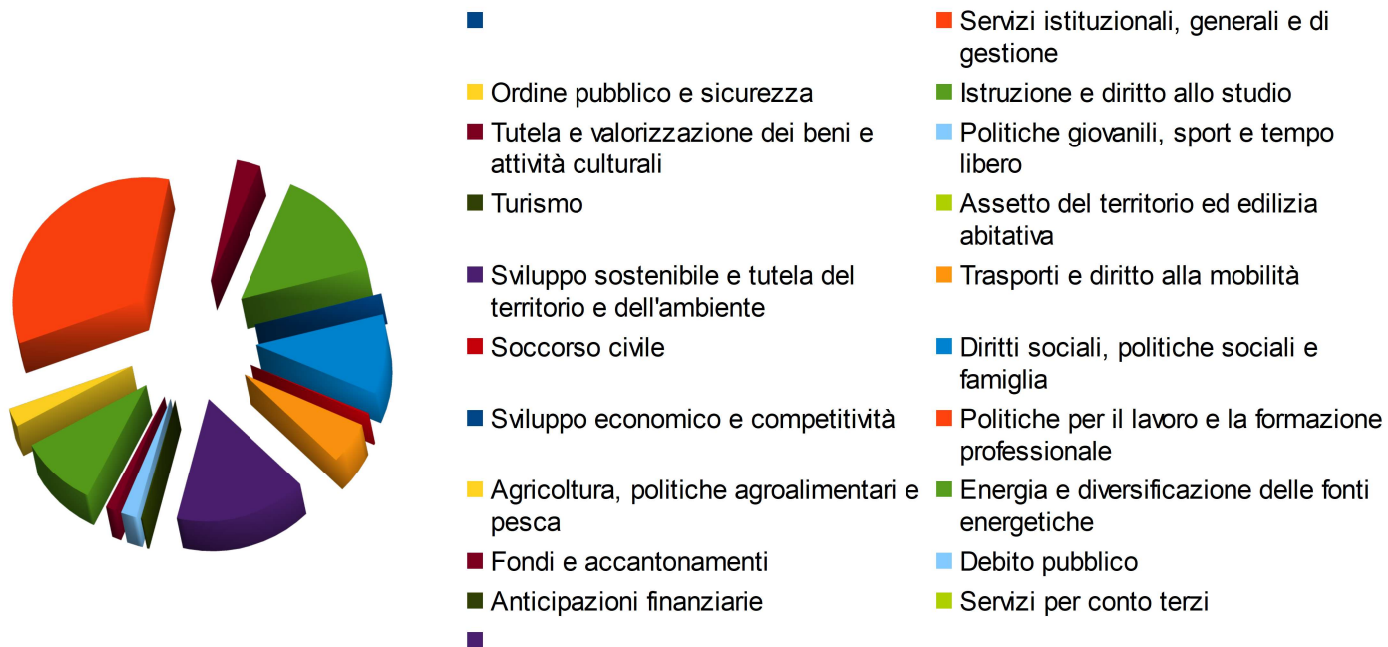 Servizi istituzionali, generali e di
gestione
Ordine pubblico e sicurezza
Istruzione e diritto allo studio
Tutela e valorizzazione dei beni e
attività culturali
Politiche giovanili, sport e tempo
libero
Turismo
Assetto del territorio ed edilizia
abitativa
Sviluppo sostenibile e tutela del
territorio e dell'ambiente
Trasporti e diritto alla mobilità
Soccorso civile
Diritti sociali, politiche sociali e
famiglia
Sviluppo economico e competitività
Politiche per il lavoro e la formazione
professionale
Agricoltura, politiche agroalimentari e
pesca
Energia e diversificazione delle fonti
energetiche
Fondi e accantonamenti
Debito pubblico
Anticipazioni finanziarie
Servizi per conto terzi